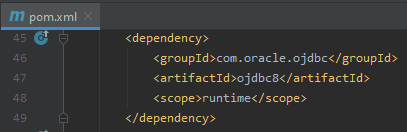 m pom.xml ×
45 <dependency>
46 <groupId>com.oracle.ojdbc</groupId>
47 <artifactId>ojdbc8</artifactId>
48 <scope>runtime</scope>
49 </dependency>